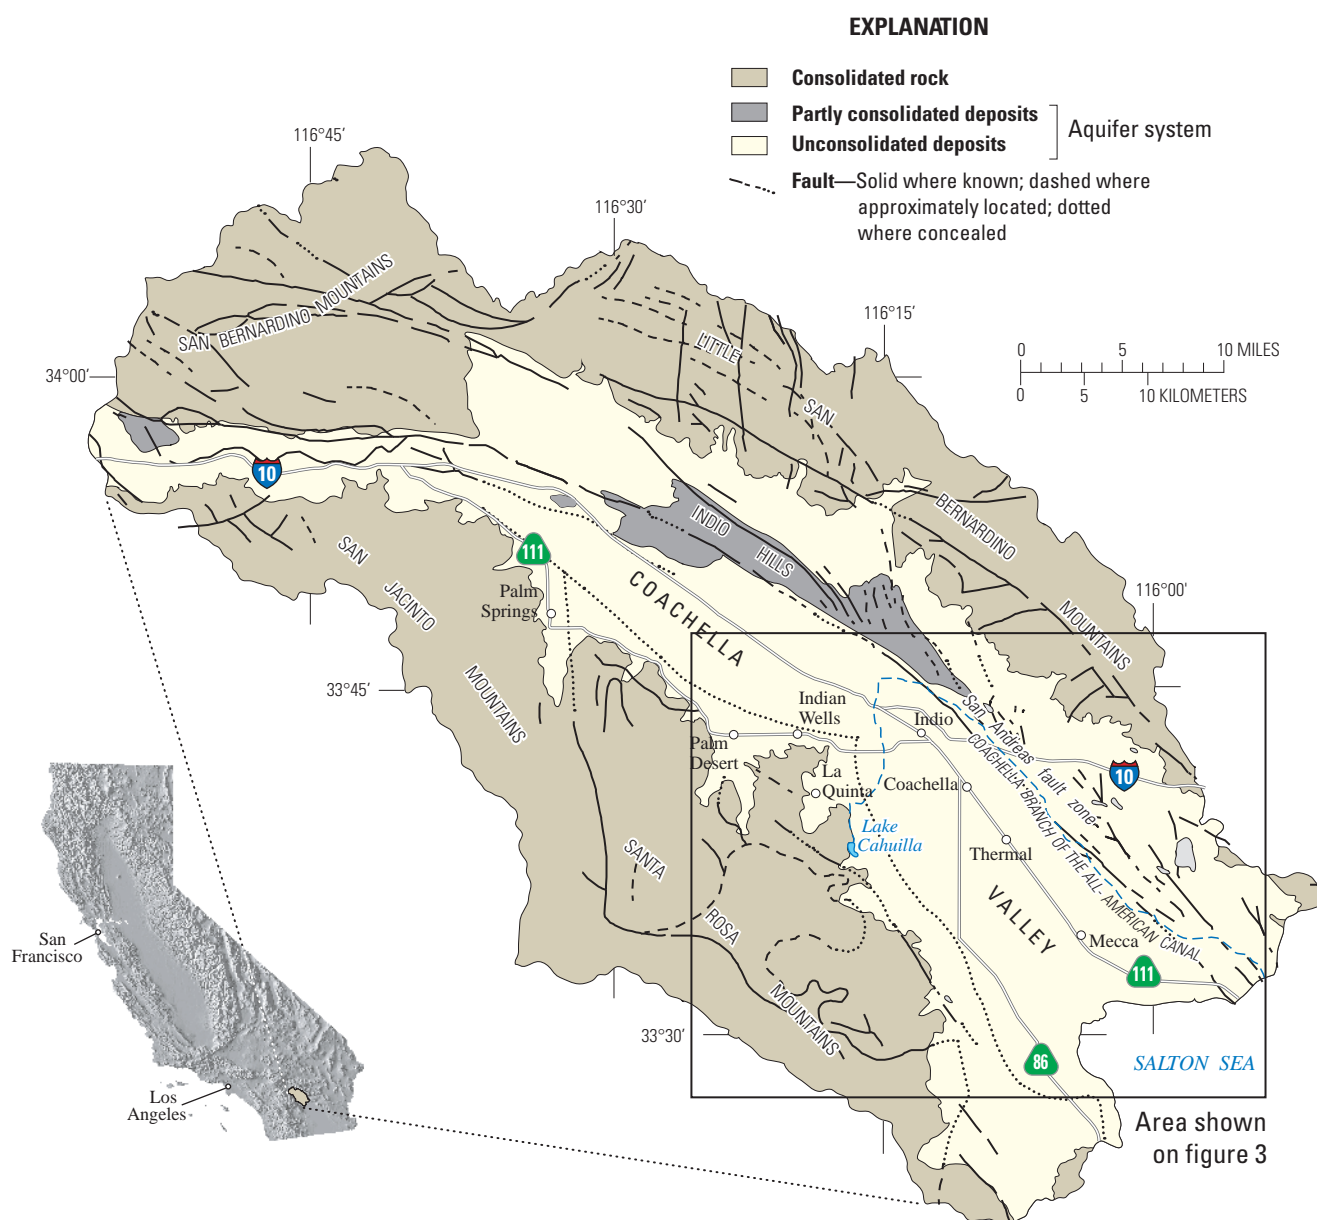 EXPLANATION
Consolidated rock
Partly consolidated deposits
Unconsolidated deposits
Aquifer system
Fault—Solid where known; dashed where
approximately located; dotted
where concealed
116°45′
116°30′
116°15′
116°00′
34°00′
33°45′
33°30′
0 5 10 MILES
0 5 10 KILOMETERS
SAN BERNARDINO MOUNTAINS
LITTLE
SAN
BERNARDINO
MOUNTAINS
10
111
INDIO
HILLS
SAN
JACINTO
MOUNTAINS
COACHELLA
VALLEY
Palm
Springs
Indian
Wells
Indio
Palm
Desert
La
Quinta
Coachella
Lake
Cahuilla
Thermal
Mecca
San Andreas fault zone
COACHELLA BRANCH OF THE ALL-AMERICAN CANAL
10
111
86
SANTA
ROSA
MOUNTAINS
SALTON SEA
Area shown
on figure 3
San
Francisco
Los
Angeles